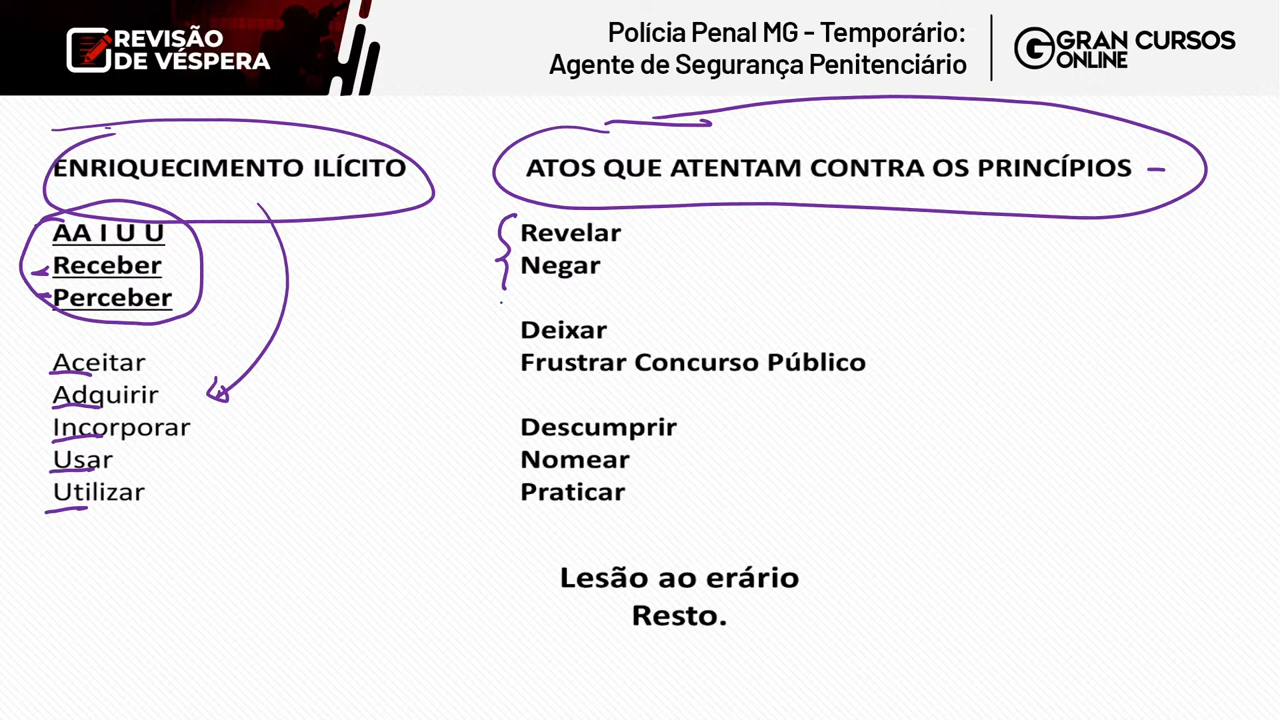 REVISÃO
DE VÉSPERA
Polícia Penal MG - Temporário:
Agente de Segurança Penitenciário
GRAN CURSOS
ONLINE
ENRIQUECIMENTO ILÍCITO
AA I U U
Receber
Perceber
Aceitar
Adquirir
Incorporar
Usar
Utilizar
ATOS QUE ATENTAM CONTRA OS PRINCÍPIOS
Revelar
Negar
Deixar
Frustrar Concurso Público
Descumprir
Nomear
Praticar
Lesão ao erário
Resto.